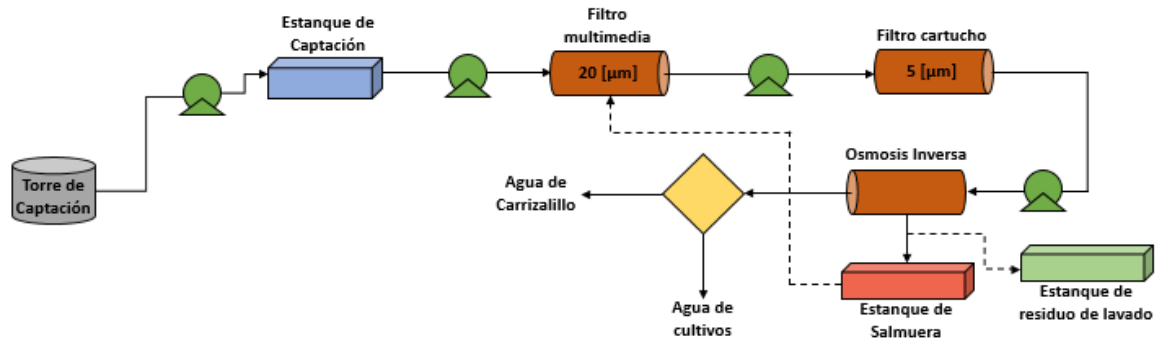 Estanque de
Captación
Filtro
multimedia
20 [µm]
Filtro cartucho
5 [µm]
Torre de
Captación
Osmosis Inversa
Agua de
Carrizalillo
Agua de
cultivos
Estanque de
Salmuera
Estanque de
residuo de lavado